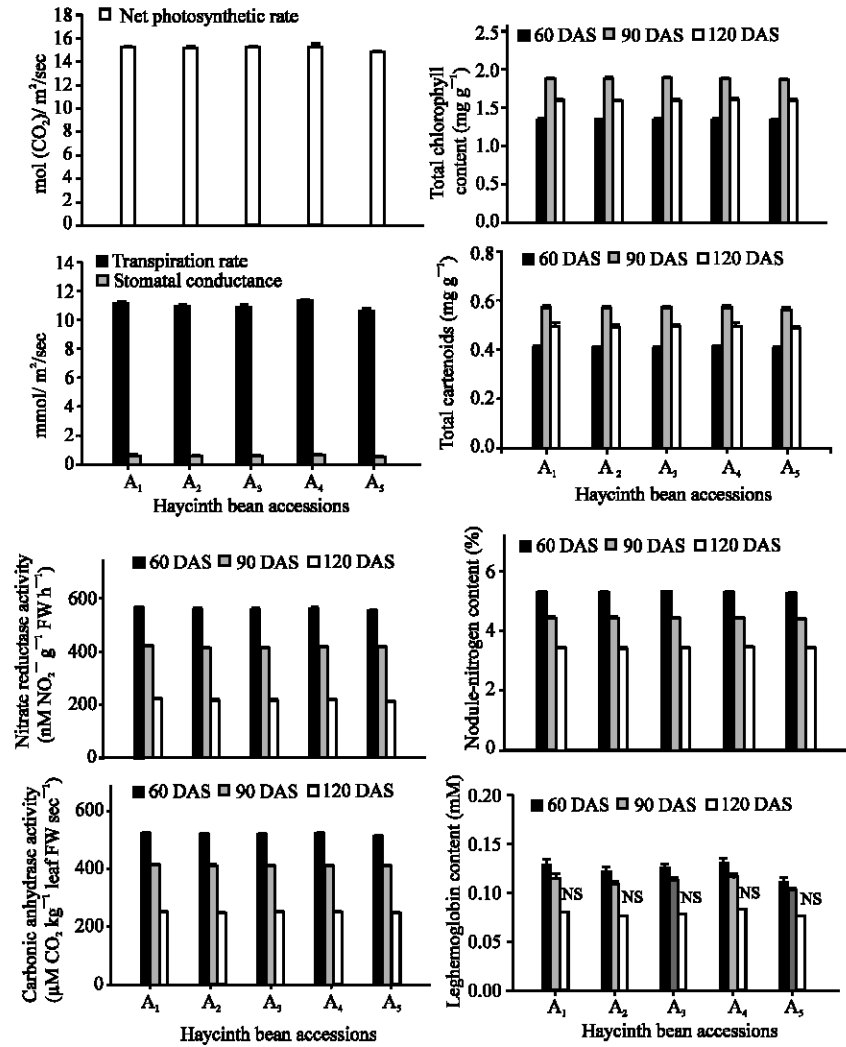 Net photosynthetic rate
mol (CO₂)/ m²/sec
18
16
14
12
10
8
6
4
2
0
60 DAS 90 DAS 120 DAS
Total chlorophyll
content (mg g⁻¹)
2.5
2.0
1.5
1.0
0.5
0.0
Transpiration rate
Stomatal conductance
mmol/ m²/sec
14
12
10
8
6
4
2
0
A₁ A₂ A₃ A₄ A₅
Haycinth bean accessions
60 DAS 90 DAS 120 DAS
Total cartenoids (mg g⁻¹)
0.8
0.6
0.4
0.2
0.0
A₁ A₂ A₃ A₄ A₅
Haycinth bean accessions
60 DAS 90 DAS 120 DAS
Nitrate reductase activity
(nM NO₂⁻ g⁻¹ FW h⁻¹)
600
400
200
0
60 DAS 90 DAS 120 DAS
Nodule-nitrogen content (%)
6
4
2
0
60 DAS 90 DAS 120 DAS
Carbonic anhydrase activity
(µM CO₂ kg⁻¹ leaf FW sec⁻¹)
600
400
200
0
A₁ A₂ A₃ A₄ A₅
Haycinth bean accessions
60 DAS 90 DAS 120 DAS
Leghemoglobin content (mM)
0.20
0.15
0.10
0.05
0.00
NS NS NS NS NS
A₁ A₂ A₃ A₄ A₅
Haycinth bean accessions